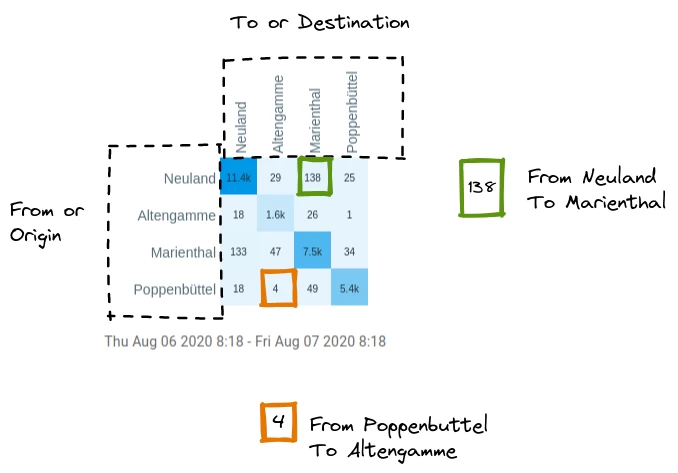 To or Destination
Neuland
Altengamme
Marienthal
Poppenbüttel
From or
Origin
Neuland 11.4k 29 138 25
Altengamme 18 1.6k 26 1
Marienthal 133 47 7.5k 34
Poppenbüttel 18 4 49 5.4k
138 From Neuland
To Marienthal
Thu Aug 06 2020 8:18 - Fri Aug 07 2020 8:18
4 From Poppenbuttel
To Altengamme